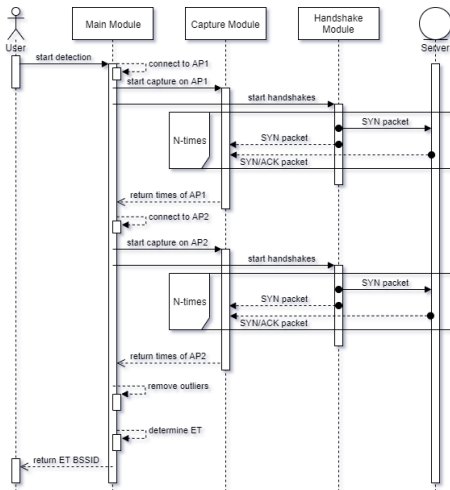 Main Module
Capture Module
Handshake
Module
User
Server
start detection
connect to AP1
start capture on AP1
start handshakes
SYN packet
N-times
SYN packet
SYN/ACK packet
return times of AP1
connect to AP2
start capture on AP2
start handshakes
SYN packet
N-times
SYN packet
SYN/ACK packet
return times of AP2
remove outliers
determine ET
return ET BSSID